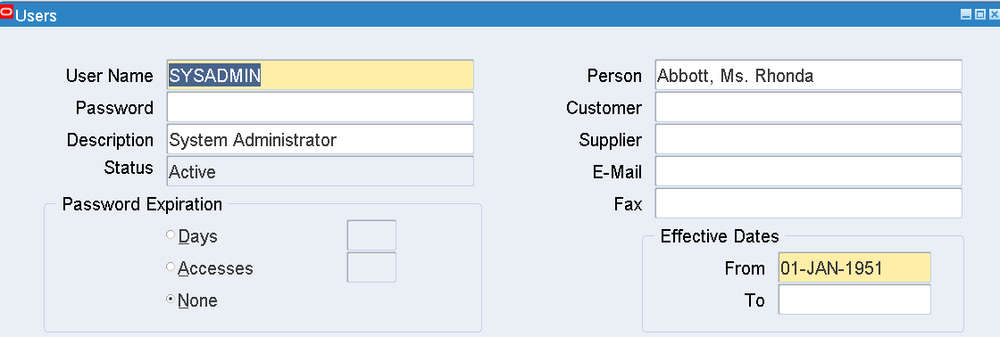 Users
User Name SYSADMIN
Password
Description System Administrator
Status Active
Password Expiration
Days
Accesses
None
Person Abbott, Ms. Rhonda
Customer
Supplier
E-Mail
Fax
Effective Dates
From 01-JAN-1951
To